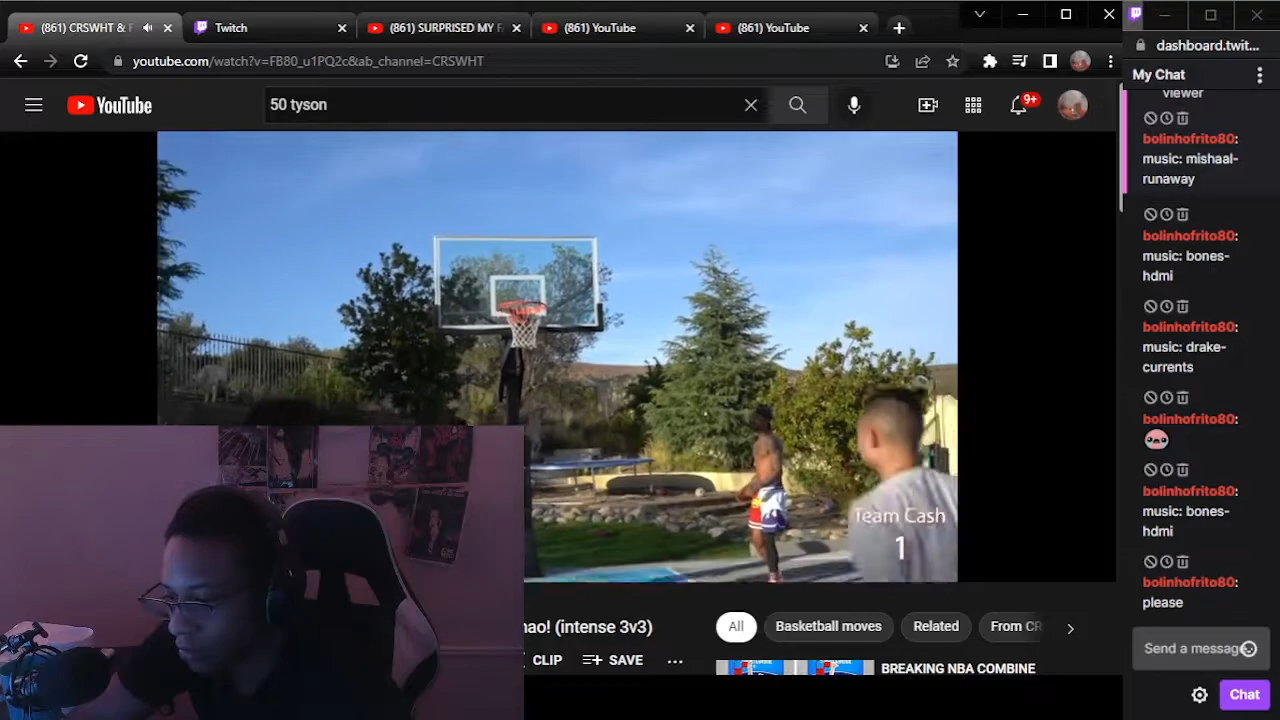 (861) CRSWHT & F
Twitch
(861) SURPRISED MY F
(861) YouTube
(861) YouTube
youtube.com/watch?v=FB80_u1PQ2c&ab_channel=CRSWHT
YouTube
50 tyson
9+
Team Cash
1
nao! (intense 3v3)
CLIP
SAVE
All
Basketball moves
Related
From CR
BREAKING NBA COMBINE
dashboard.twit...
My Chat
viewer
bolinhofrito80:
music: mishaal-
runaway
bolinhofrito80:
music: bones-
hdmi
bolinhofrito80:
music: drake-
currents
bolinhofrito80:
bolinhofrito80:
music: bones-
hdmi
bolinhofrito80:
please
Send a message
Chat